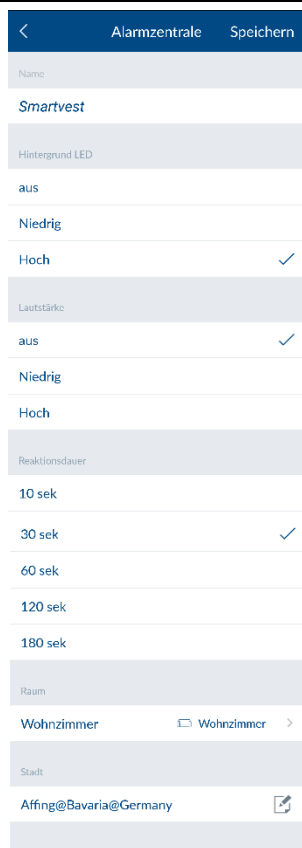 Alarmzentrale Speichern
Name
Smartvest
Hintergrund LED
aus
Niedrig
Hoch
Lautstärke
aus
Niedrig
Hoch
Reaktionsdauer
10 sek
30 sek
60 sek
120 sek
180 sek
Raum
Wohnzimmer Wohnzimmer
Stadt
Affing@Bavaria@Germany